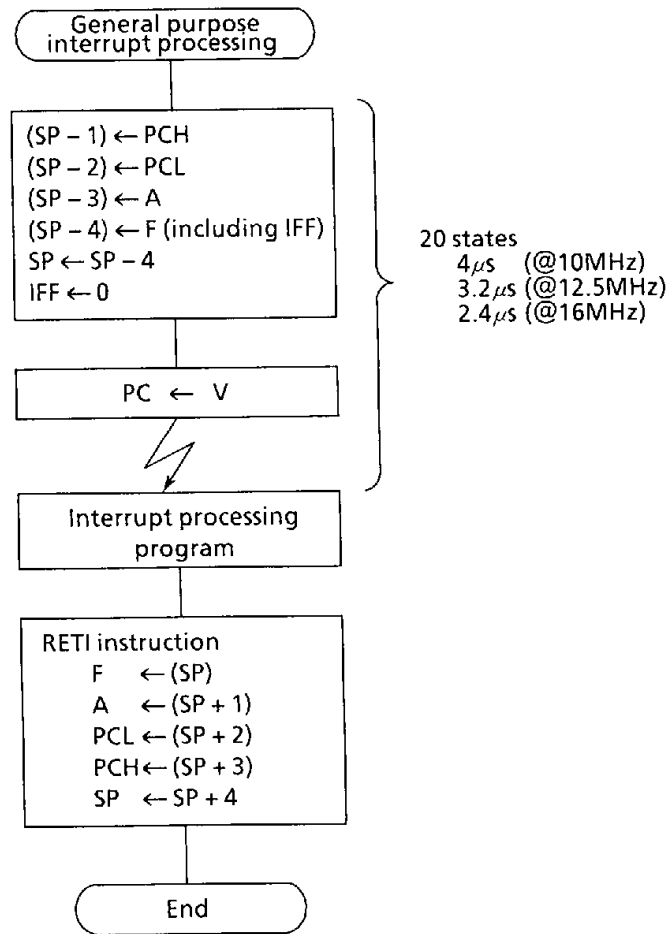 General purpose
interrupt processing
(SP – 1) ← PCH
(SP – 2) ← PCL
(SP – 3) ← A
(SP – 4) ← F (including IFF)
SP ← SP – 4
IFF ← 0
20 states
4μs (@10MHz)
3.2μs (@12.5MHz)
2.4μs (@16MHz)
PC ← V
Interrupt processing
program
RETI instruction
F ← (SP)
A ← (SP + 1)
PCL ← (SP + 2)
PCH ← (SP + 3)
SP ← SP + 4
End